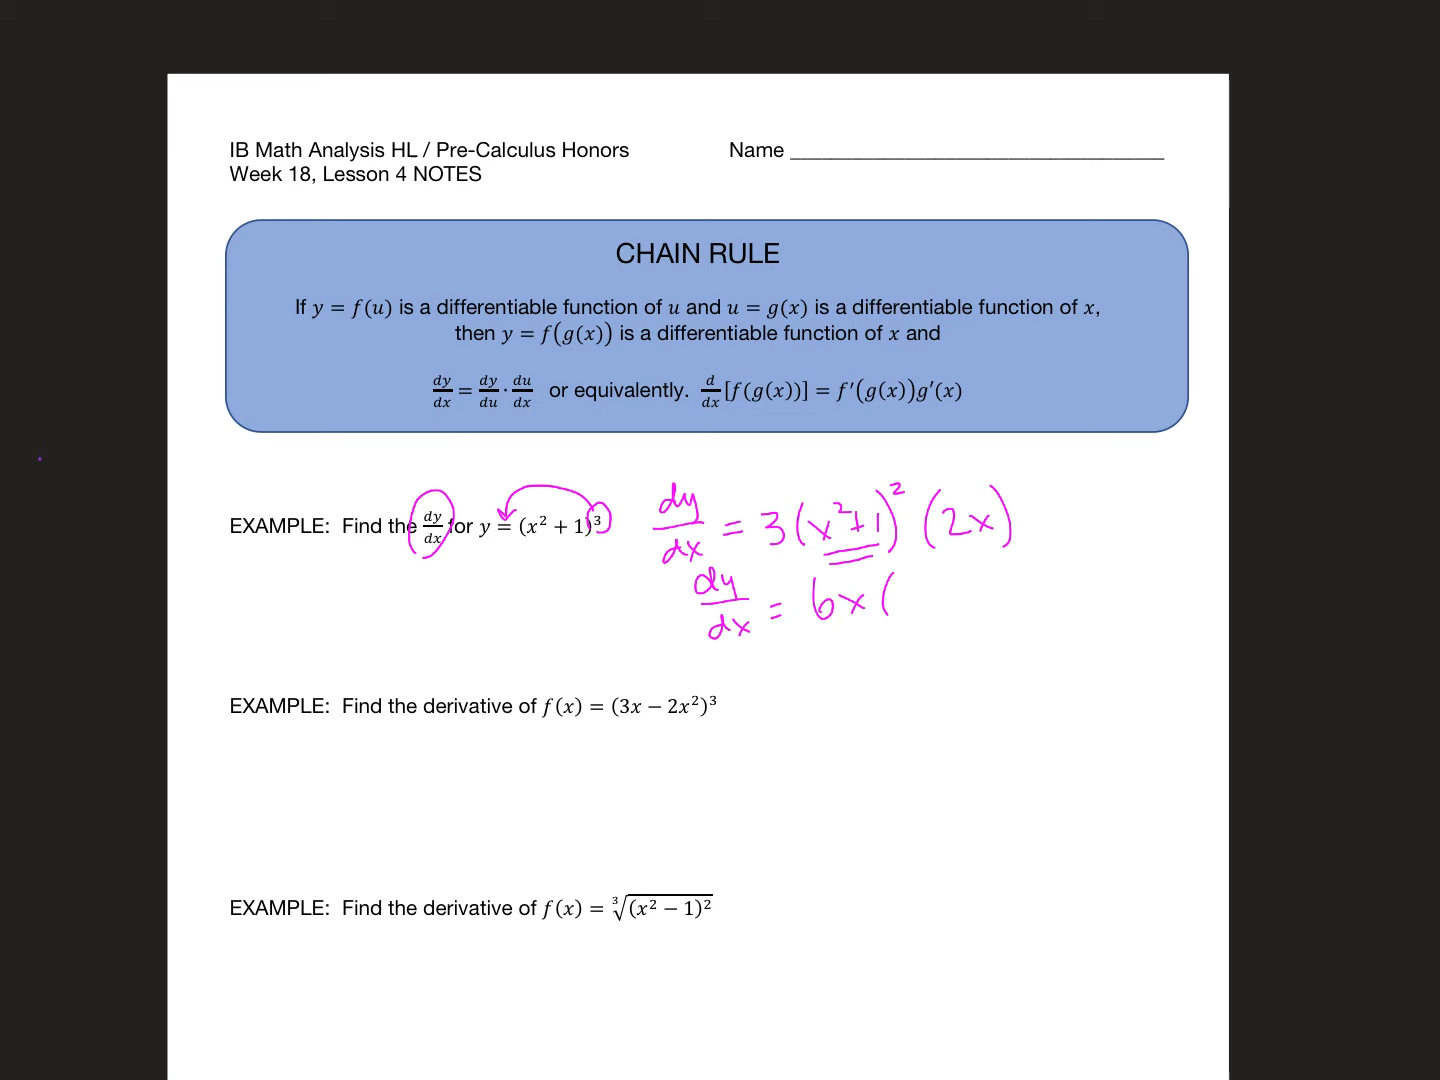 IB Math Analysis HL / Pre-Calculus Honors Name __________________________________
Week 18, Lesson 4 NOTES
CHAIN RULE
If y = f(u) is a differentiable function of u and u = g(x) is a differentiable function of x,
then y = f(g(x)) is a differentiable function of x and
dy/dx = dy/du · du/dx or equivalently. d/dx [f(g(x))] = f′(g(x))g′(x)
EXAMPLE: Find the dy/dx for y = (x² + 1)³ dy/dx = 3(x²+1)² (2x)
dy/dx = 6x(
EXAMPLE: Find the derivative of f(x) = (3x − 2x²)³
EXAMPLE: Find the derivative of f(x) = ∛(x² − 1)²